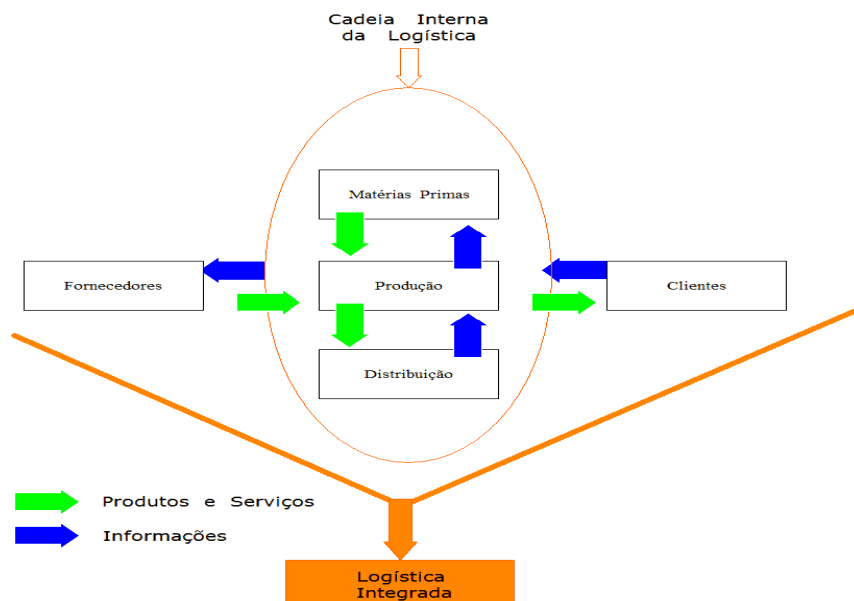 Cadeia Interna
da Logística
Matérias Primas
Fornecedores
Produção
Clientes
Distribuição
Produtos e Serviços
Informações
Logística
Integrada